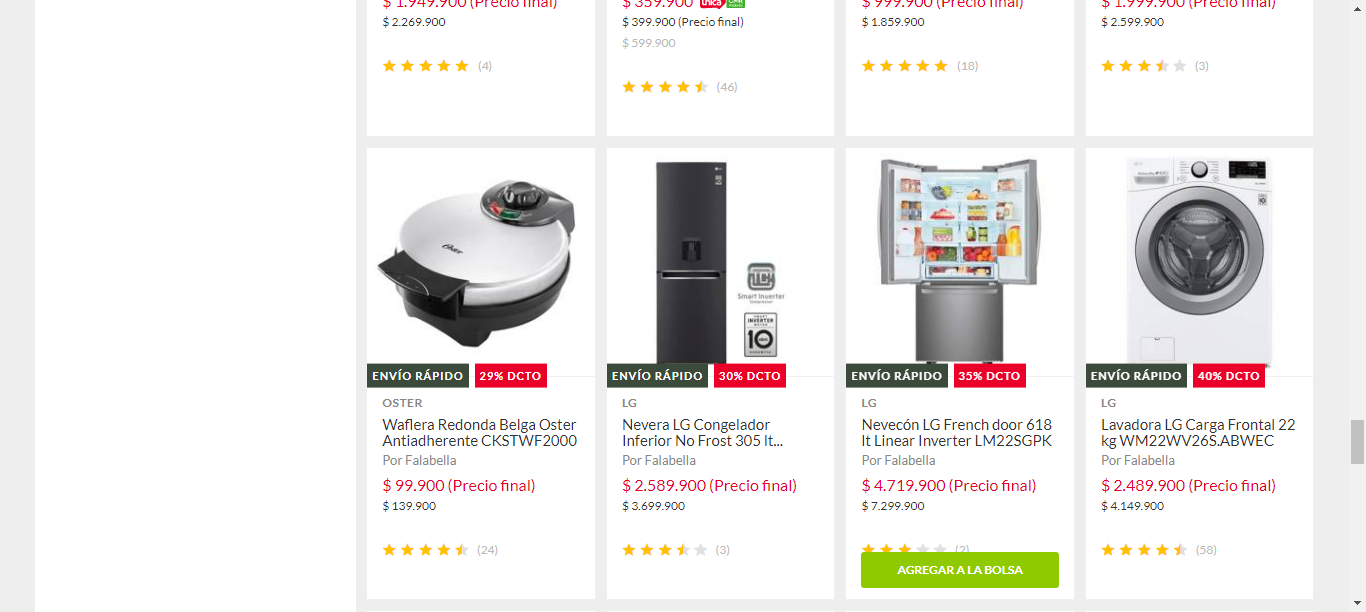 $ 1.949.900 (Precio final)
$ 2.269.900
(4)
$ 359.900 única CMR
$ 399.900 (Precio final)
$ 599.900
(46)
$ 999.900 (Precio final)
$ 1.859.900
(18)
$ 1.999.900 (Precio final)
$ 2.599.900
(3)
Oster
ENVÍO RÁPIDO 29% DCTO
OSTER
Waflera Redonda Belga Oster
Antiadherente CKSTWF2000
Por Falabella
$ 99.900 (Precio final)
$ 139.900
(24)
Smart Inverter
SMART
INVERTER
10
ENVÍO RÁPIDO 30% DCTO
LG
Nevera LG Congelador
Inferior No Frost 305 lt...
Por Falabella
$ 2.589.900 (Precio final)
$ 3.699.900
(3)
ENVÍO RÁPIDO 35% DCTO
LG
Nevecón LG French door 618
lt Linear Inverter LM22SGPK
Por Falabella
$ 4.719.900 (Precio final)
$ 7.299.900
(2)
AGREGAR A LA BOLSA
ENVÍO RÁPIDO 40% DCTO
LG
Lavadora LG Carga Frontal 22
kg WM22WV26S.ABWEC
Por Falabella
$ 2.489.900 (Precio final)
$ 4.149.900
(58)